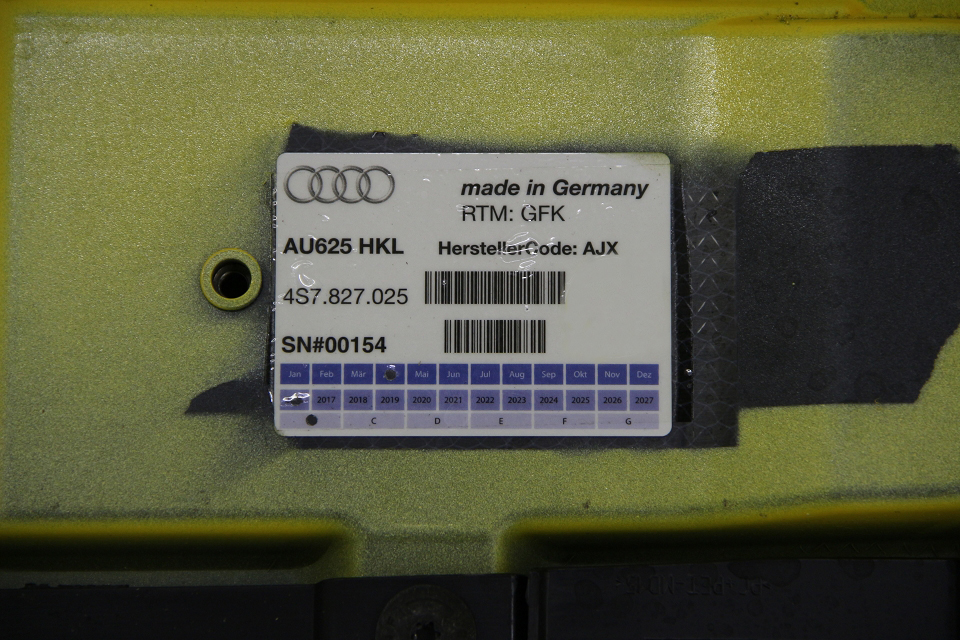 made in Germany
RTM: GFK
AU625 HKL HerstellerCode: AJX
4S7.827.025
SN#00154
Jan Feb Mär Mai Jun Jul Aug Sep Okt Nov Dez
2017 2018 2019 2020 2021 2022 2023 2024 2025 2026 2027
C D E F G